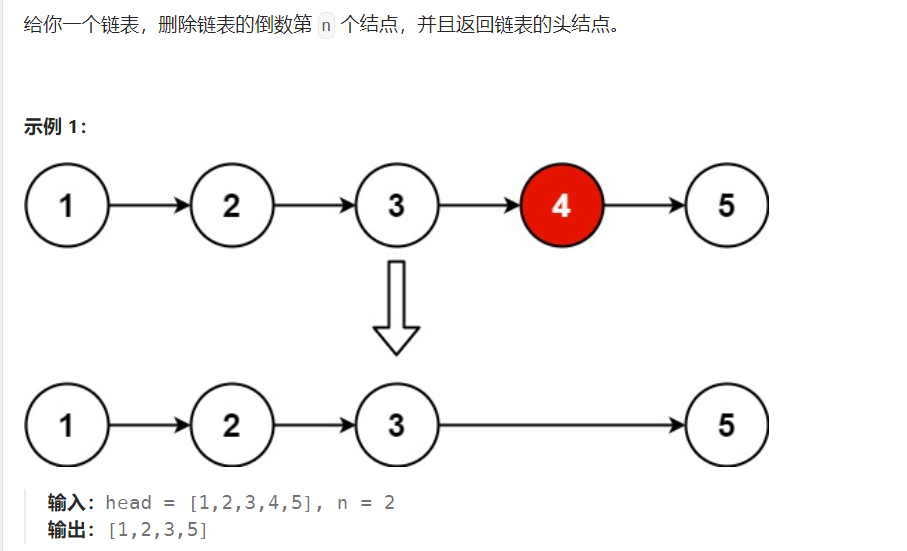 给你一个链表，删除链表的倒数第 n 个结点，并且返回链表的头结点。
示例 1：
1 2 3 4 5
1 2 3 5
输入：head = [1,2,3,4,5], n = 2
输出：[1,2,3,5]